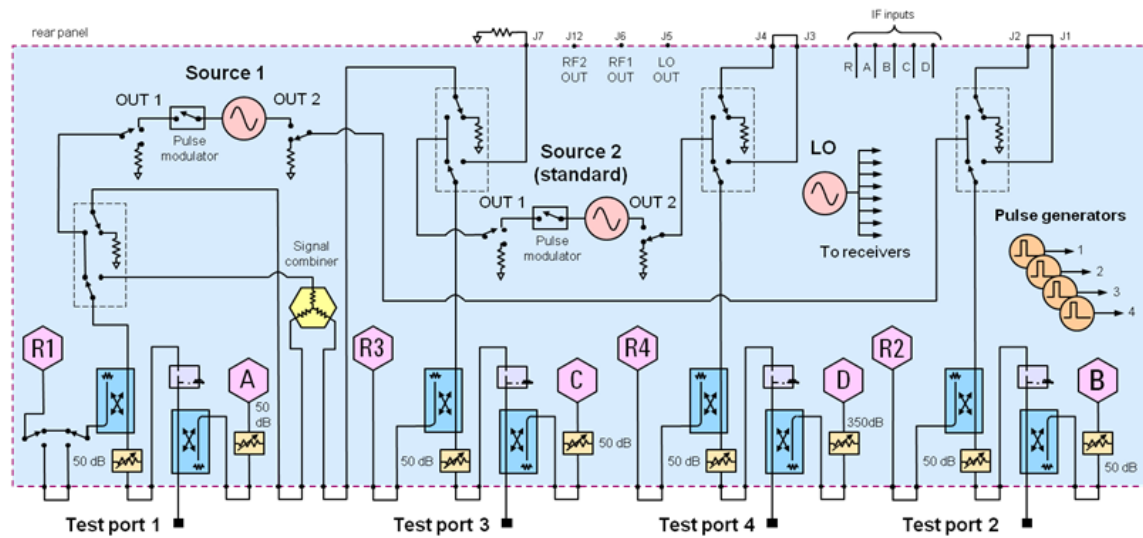 rear panel
J7
J12
J6
J5
J4
J3
IF inputs
J2
J1
RF2
OUT
RF1
OUT
LO
OUT
R
A
B
C
D
Source 1
OUT 1
OUT 2
Pulse
modulator
Source 2
(standard)
OUT 1
OUT 2
Pulse
modulator
LO
To receivers
Pulse generators
1
2
3
4
Signal
combiner
R1
A
R3
C
R4
D
R2
B
50
dB
50 dB
50 dB
50 dB
50 dB
350dB
50 dB
50 dB
Test port 1
Test port 3
Test port 4
Test port 2